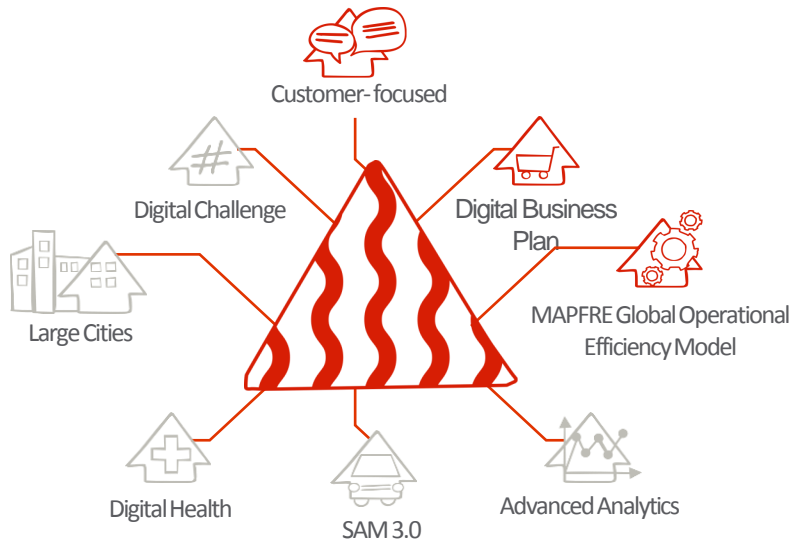 Customer-focused
Digital Challenge
Digital Business
Plan
Large Cities
MAPFRE Global Operational
Efficiency Model
Digital Health
SAM 3.0
Advanced Analytics